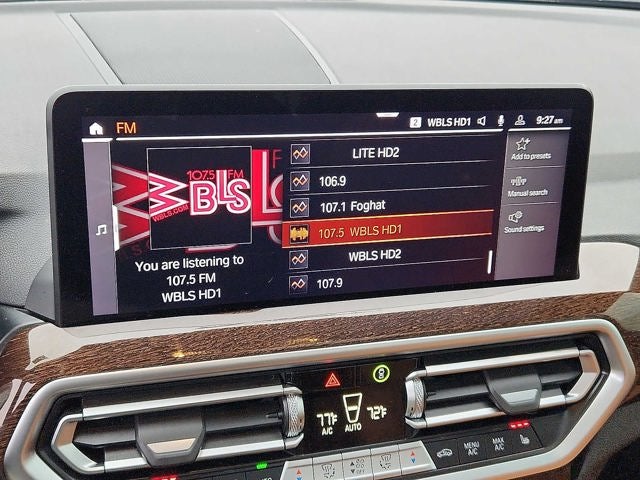 FM
2 WBLS HD1 9:27 am
107.5 FM
WBLS
WBLS.COM
You are listening to
107.5 FM
WBLS HD1
LITE HD2
106.9
107.1 Foghat
107.5 WBLS HD1
WBLS HD2
107.9
Add to presets
Manual search
Sound settings
77°F
A/C
AUTO
72°F
MENU
A/C
MAX
A/C
OFF